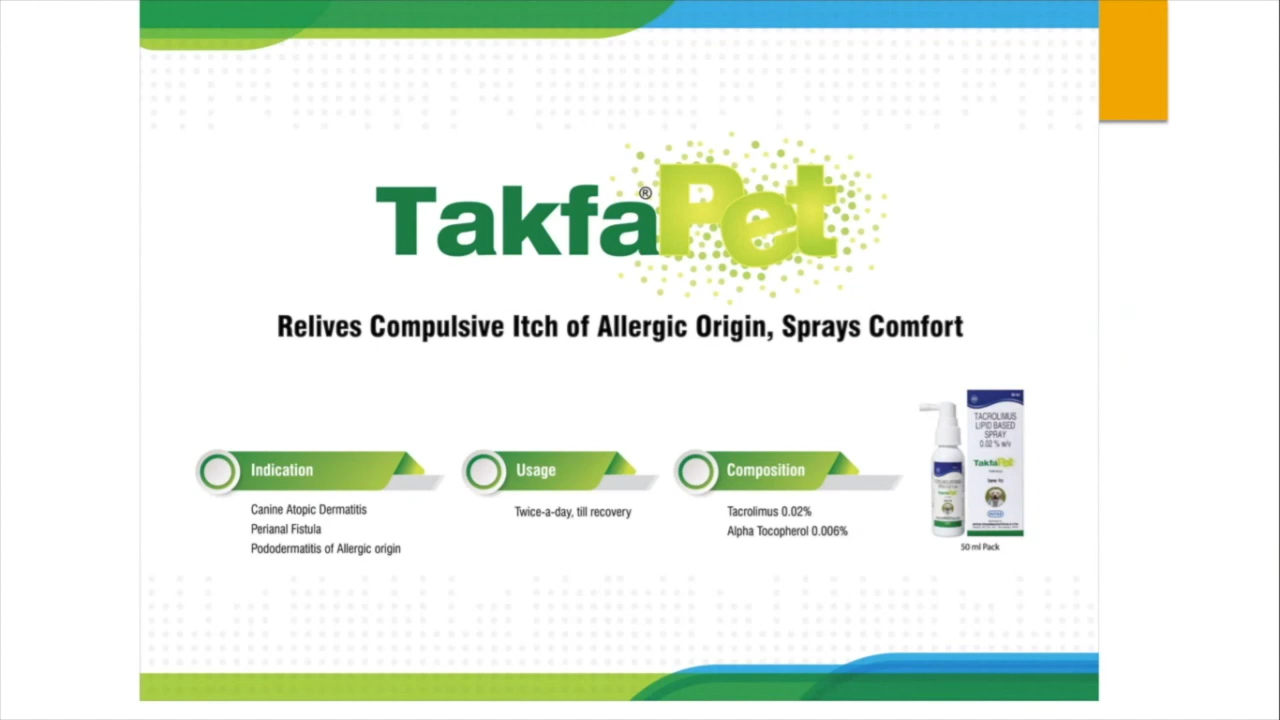 Takfa®Pet
Relives Compulsive Itch of Allergic Origin, Sprays Comfort
Indication
Canine Atopic Dermatitis
Perianal Fistula
Pododermatitis of Allergic origin
Usage
Twice-a-day, till recovery
Composition
Tacrolimus 0.02%
Alpha Tocopherol 0.006%
TACROLIMUS
LIPID BASED
SPRAY
0.02 % w/v
TakfaPet
50 ml Pack